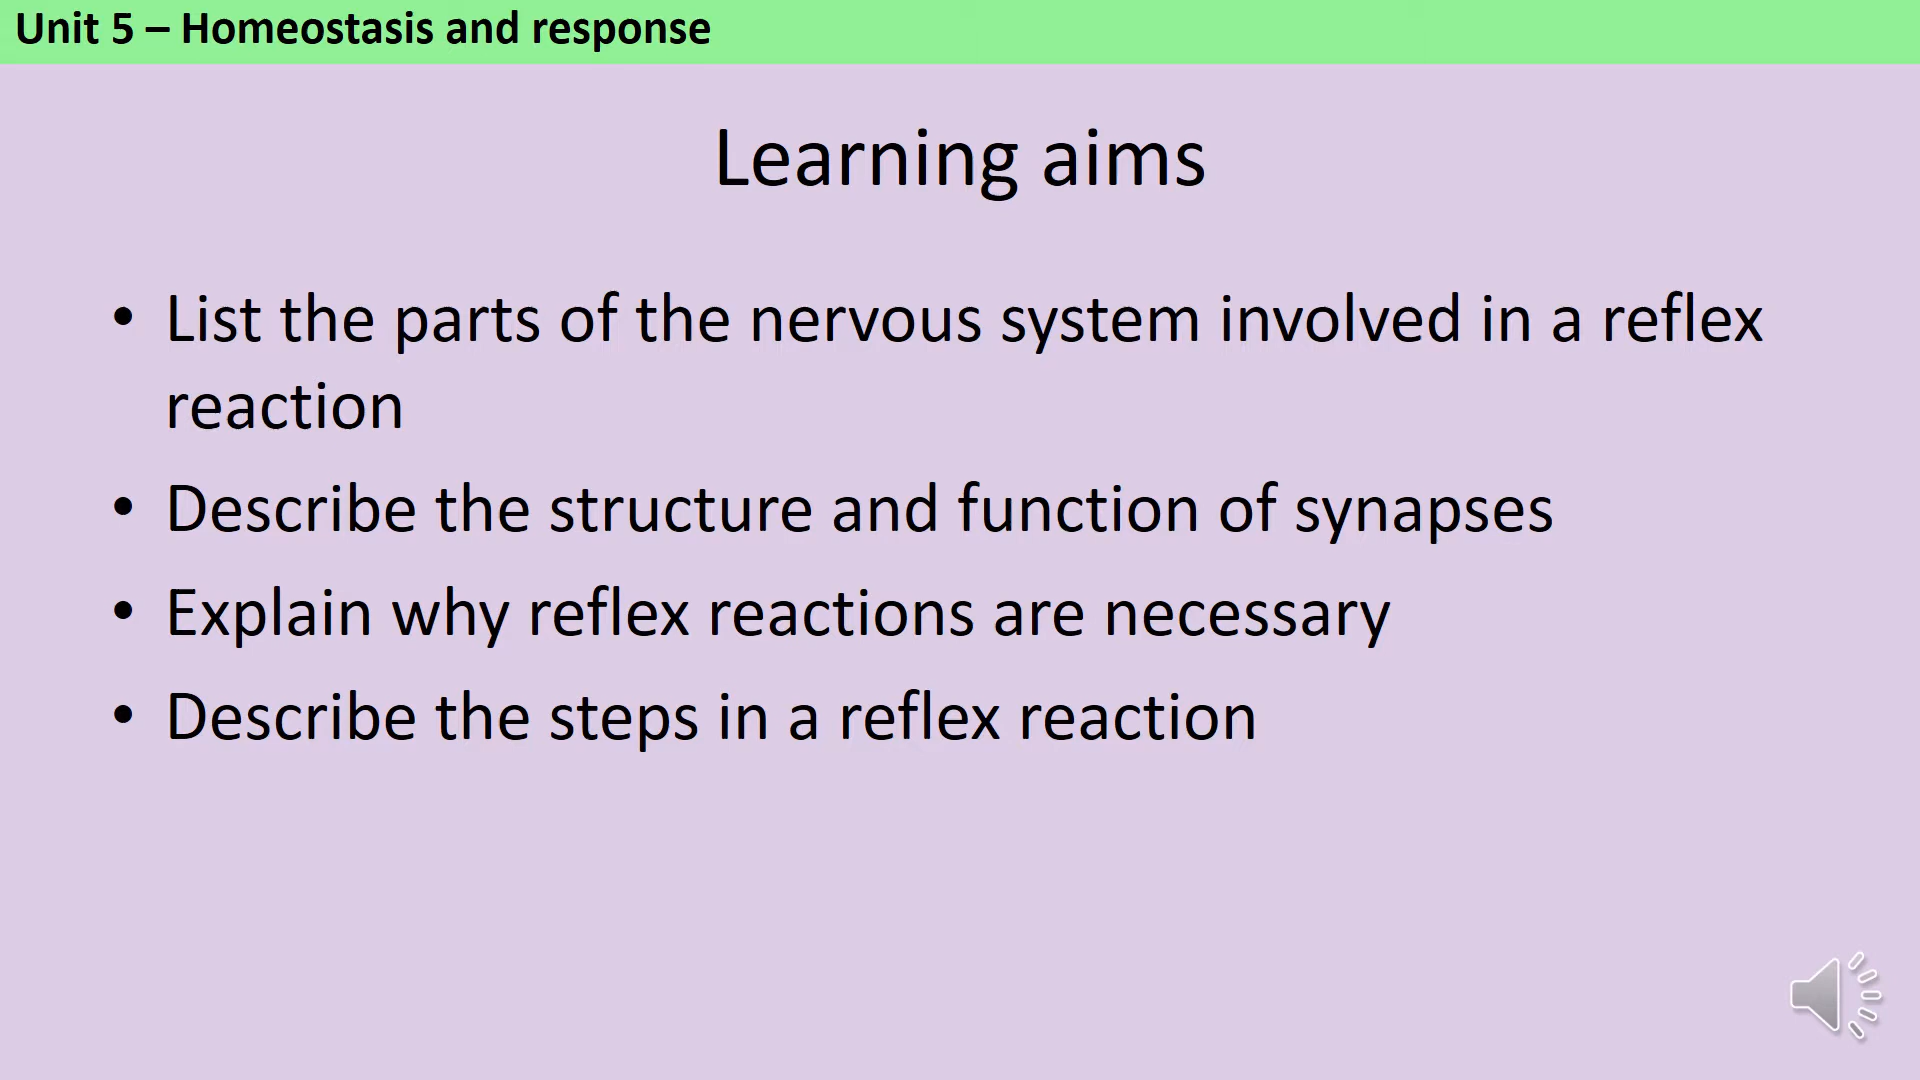 Unit 5 – Homeostasis and response
Learning aims
• List the parts of the nervous system involved in a reflex
reaction
• Describe the structure and function of synapses
• Explain why reflex reactions are necessary
• Describe the steps in a reflex reaction